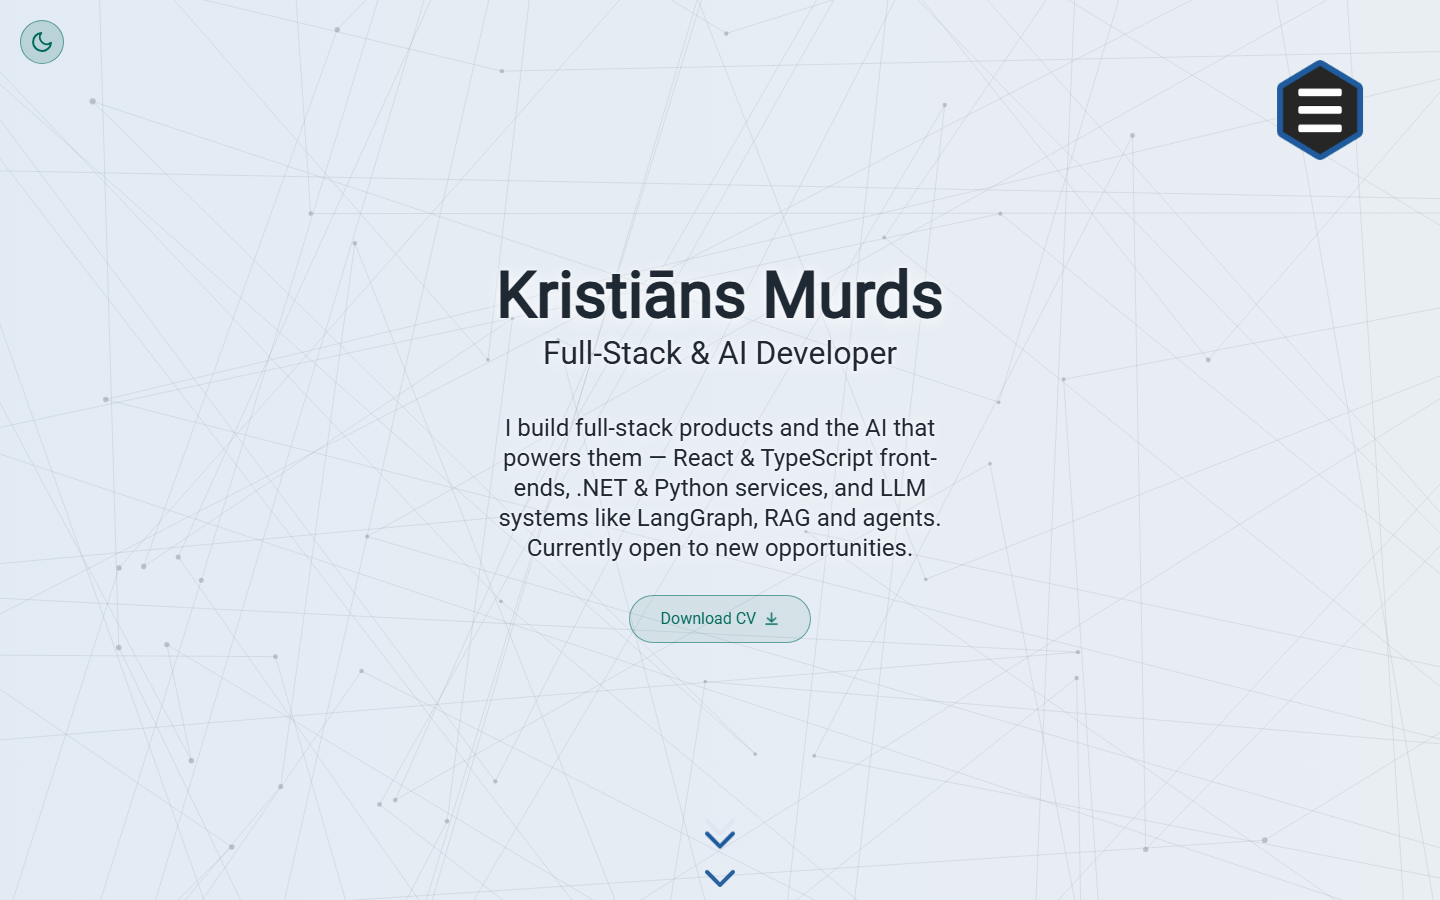 Kristiāns Murds
Full-Stack & AI Developer
I build full-stack products and the AI that
powers them — React & TypeScript front-
ends, .NET & Python services, and LLM
systems like LangGraph, RAG and agents.
Currently open to new opportunities.
Download CV